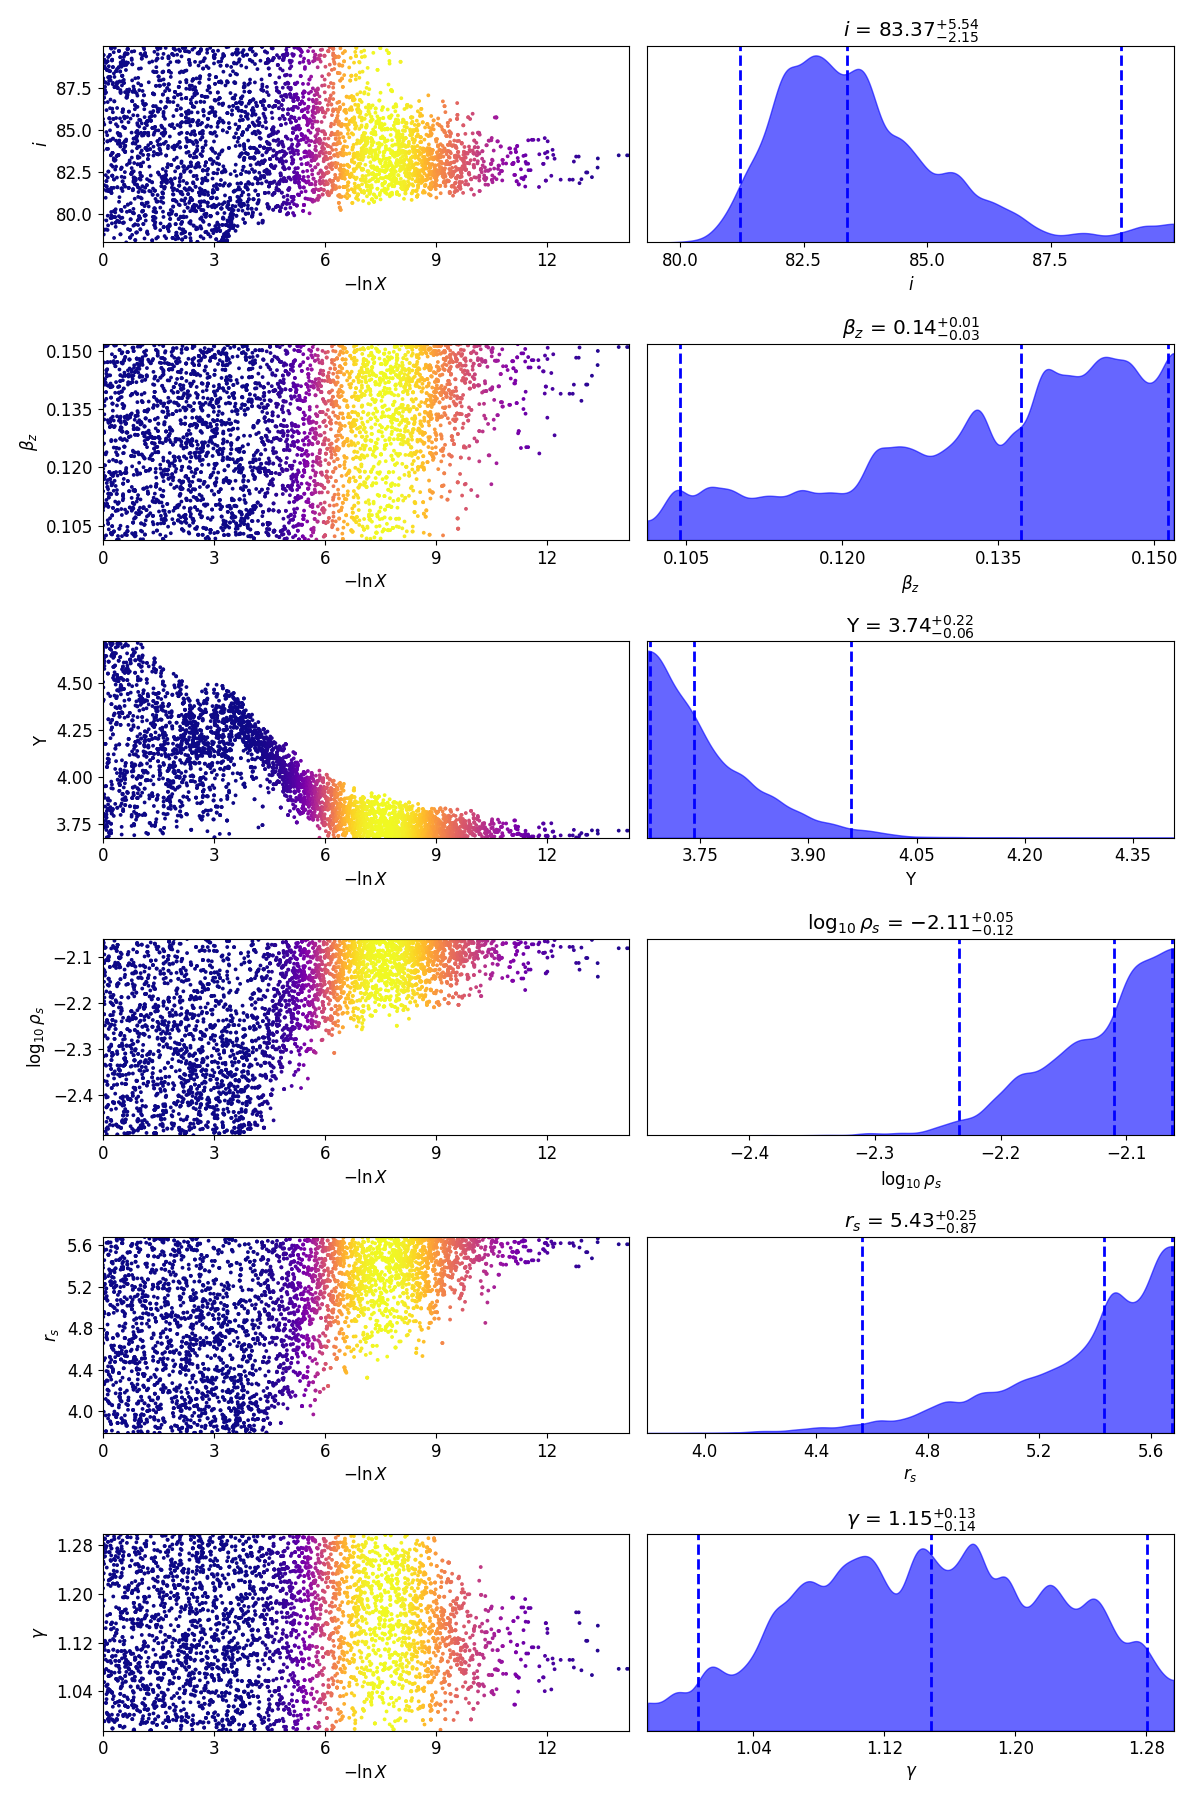 i = 83.37+5.54−2.15
87.5
85.0
82.5
80.0
i
0 3 6 9 12
80.0 82.5 85.0 87.5
−ln X
i
βz = 0.14+0.01−0.03
0.150
0.135
0.120
0.105
βz
0 3 6 9 12
0.105 0.120 0.135 0.150
−ln X
βz
Y = 3.74+0.22−0.06
4.50
4.25
4.00
3.75
Y
0 3 6 9 12
3.75 3.90 4.05 4.20 4.35
−ln X
Y
log10 ρs = −2.11+0.05−0.12
−2.1
−2.2
−2.3
−2.4
log10 ρs
0 3 6 9 12
−2.4 −2.3 −2.2 −2.1
−ln X
log10 ρs
rs = 5.43+0.25−0.87
5.6
5.2
4.8
4.4
4.0
rs
0 3 6 9 12
4.0 4.4 4.8 5.2 5.6
−ln X
rs
γ = 1.15+0.13−0.14
1.28
1.20
1.12
1.04
γ
0 3 6 9 12
1.04 1.12 1.20 1.28
−ln X
γ